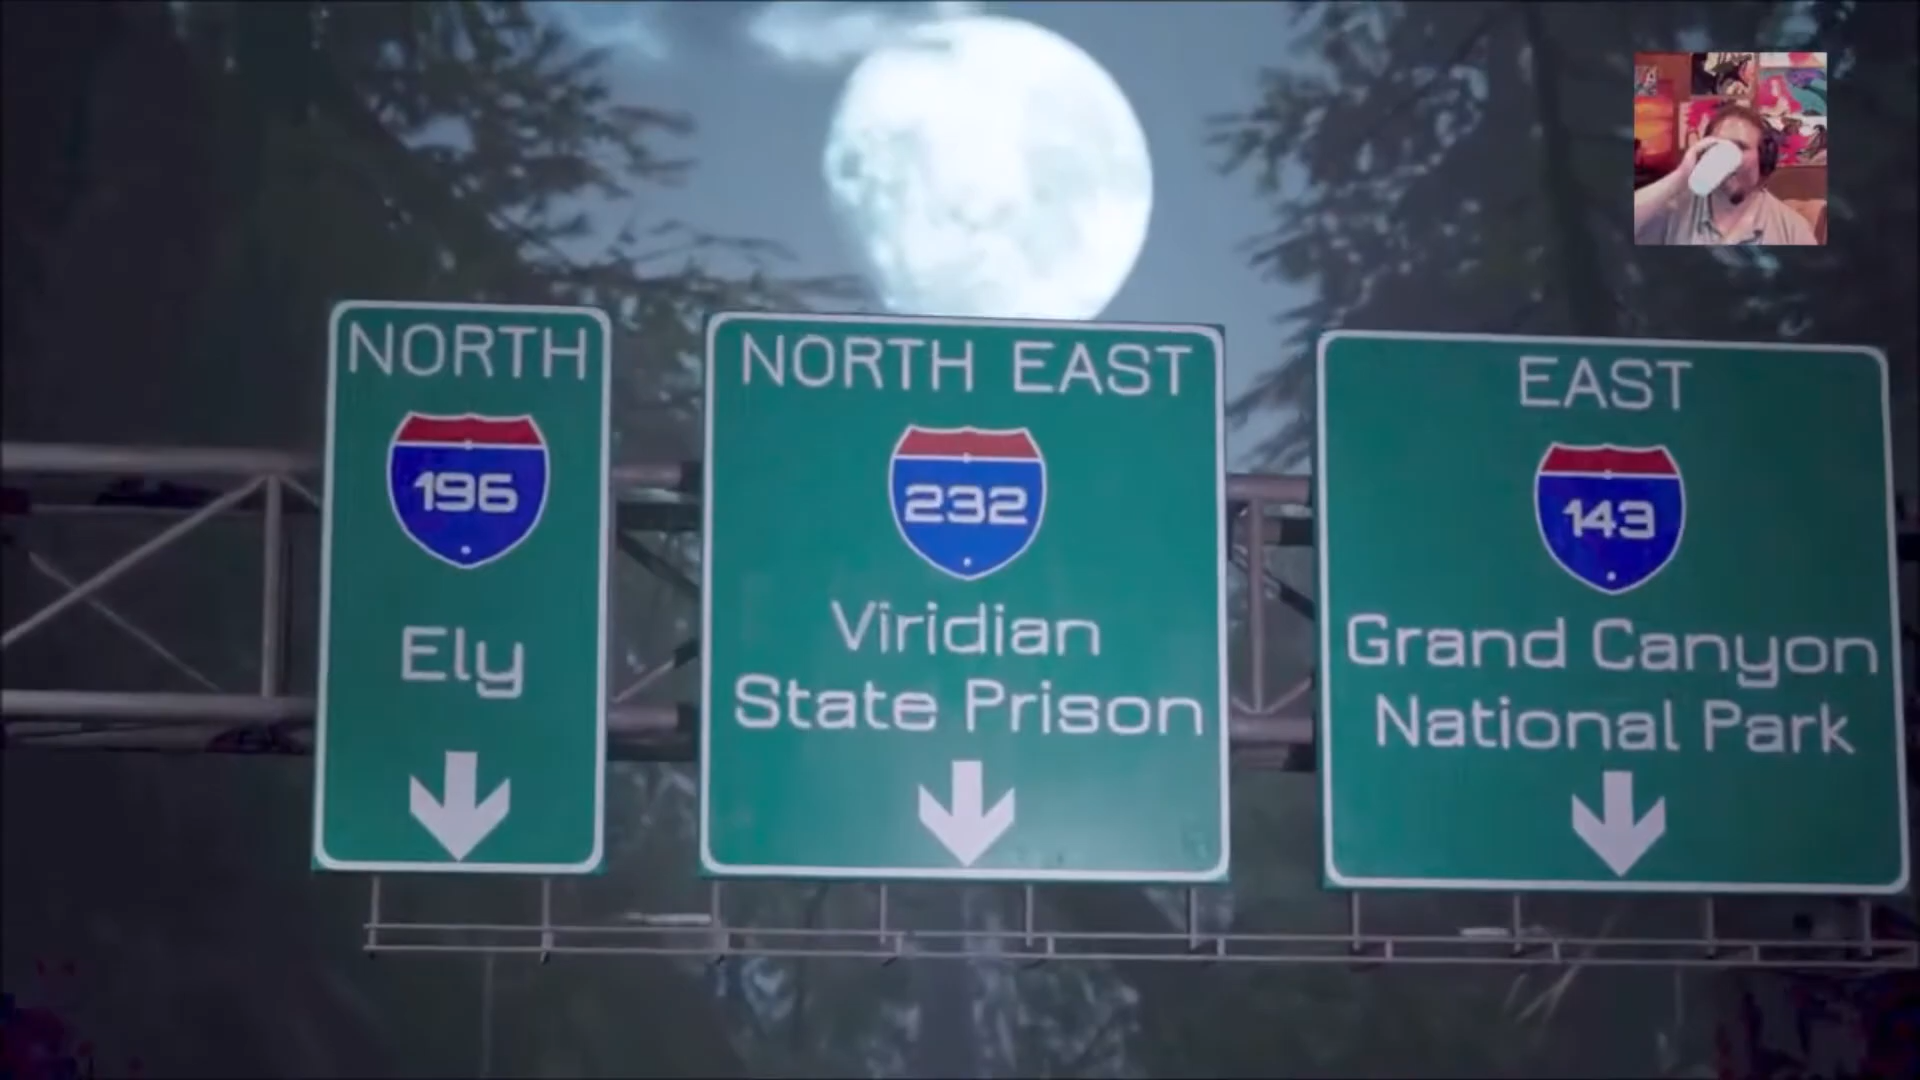 NORTH
196
Ely
NORTH EAST
232
Viridian
State Prison
EAST
143
Grand Canyon
National Park